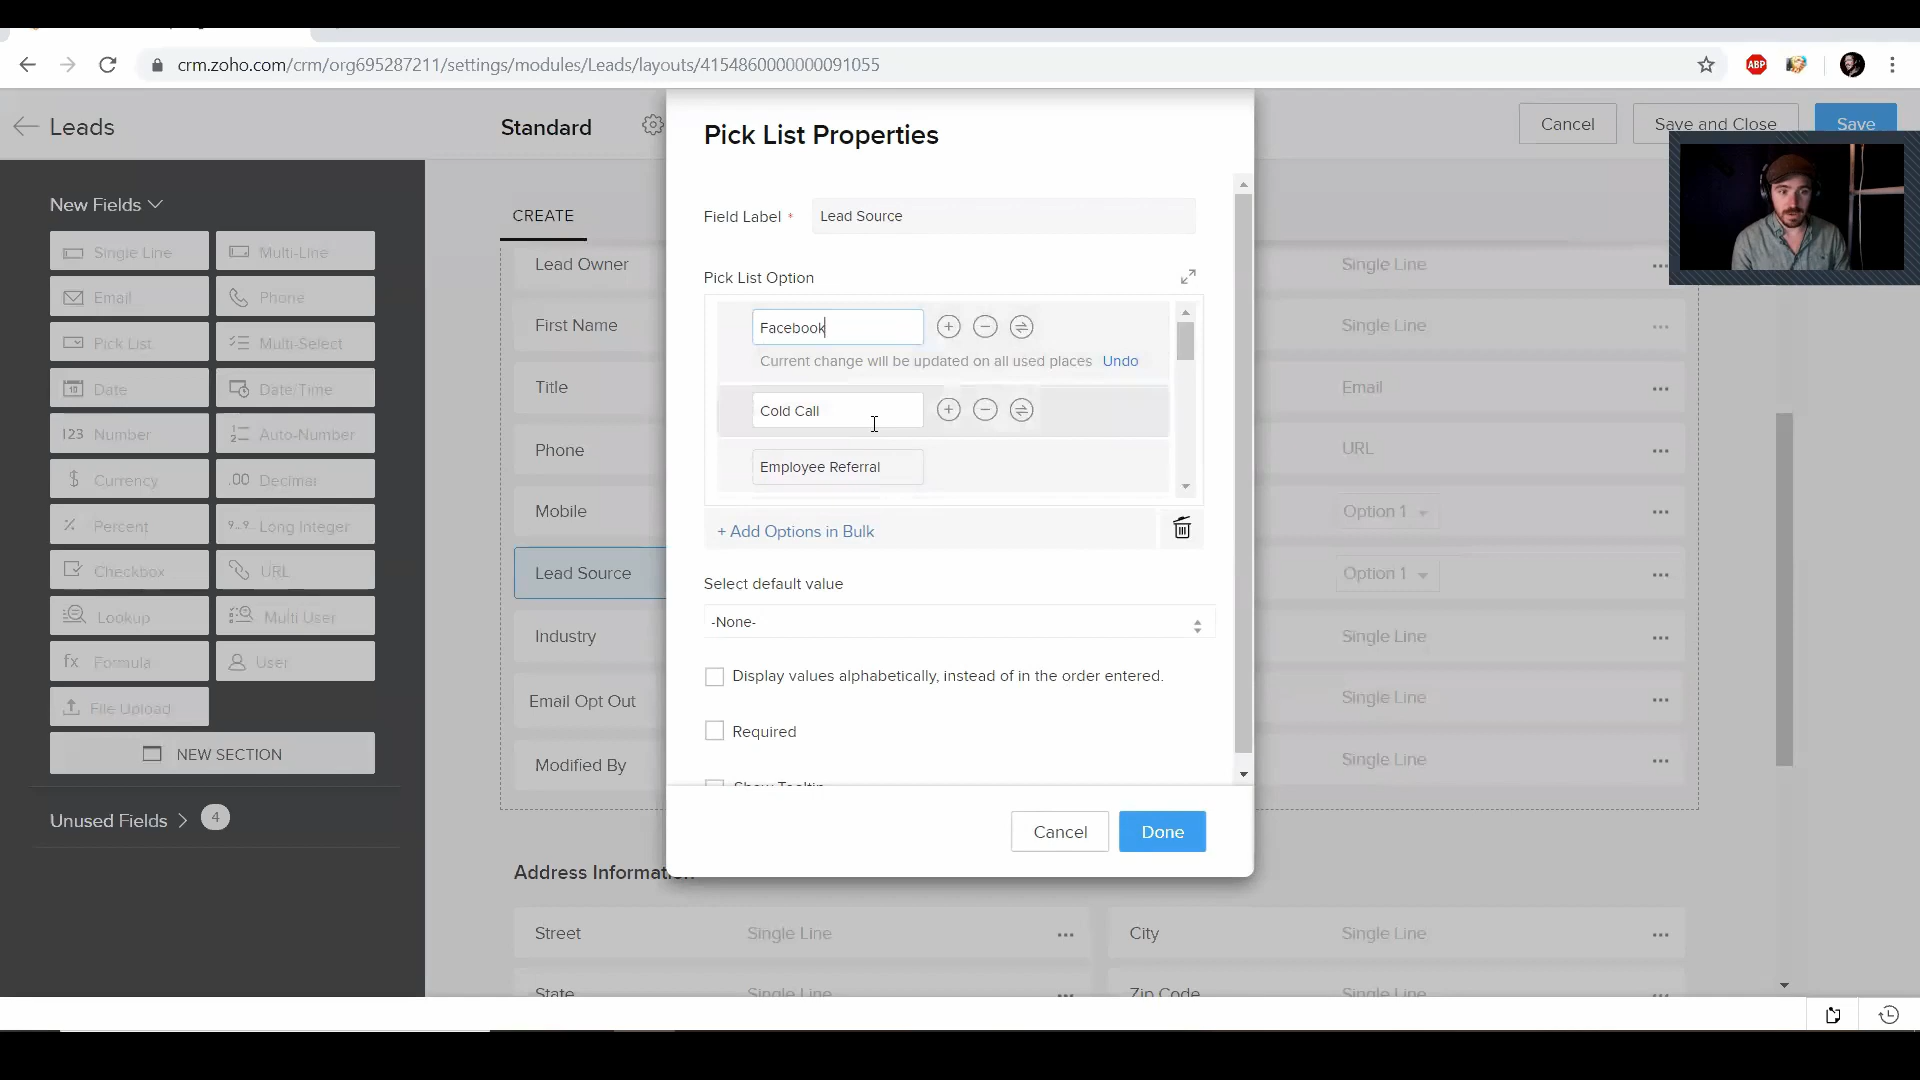 crm.zoho.com/crm/org695287211/settings/modules/Leads/layouts/4154860000000091055
ABP
Leads
Standard
Cancel
Save and Close
Save
New Fields
Single Line
Multi-Line
Email
Phone
Pick List
Multi-Select
Date
Date/Time
123 Number
Auto-Number
$ Currency
.00 Decimal
% Percent
9-9 Long Integer
Checkbox
URL
Lookup
Multi User
fx Formula
User
File Upload
NEW SECTION
Unused Fields
4
CREATE
Lead Owner
Single Line
First Name
Single Line
Title
Email
Phone
URL
Mobile
Option 1
Lead Source
Option 1
Industry
Single Line
Email Opt Out
Single Line
Modified By
Single Line
Pick List Properties
Field Label *
Lead Source
Pick List Option
Facebook
Current change will be updated on all used places Undo
Cold Call
Employee Referral
+ Add Options in Bulk
Select default value
-None-
Display values alphabetically, instead of in the order entered.
Required
Show Tooltip
Cancel
Done
Address Information
Street
Single Line
City
Single Line
State
Single Line
Zip Code
Single Line